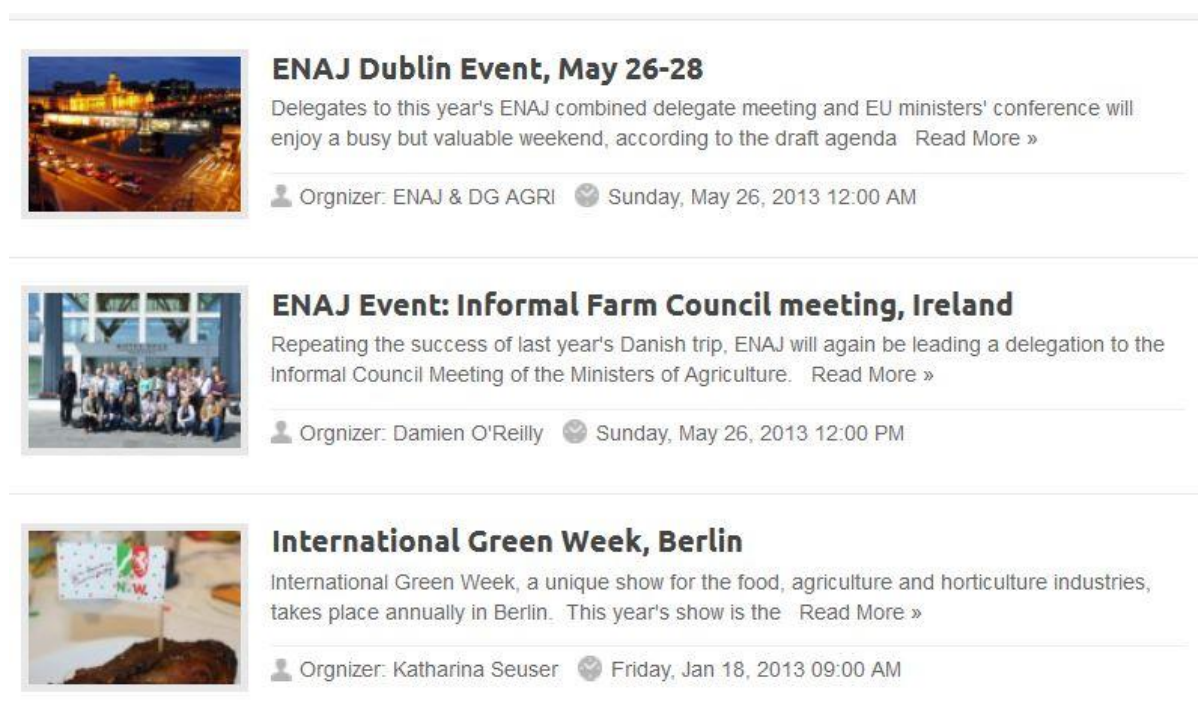 ENAJ Dublin Event, May 26-28
Delegates to this year's ENAJ combined delegate meeting and EU ministers' conference will
enjoy a busy but valuable weekend, according to the draft agenda Read More »
Orgnizer: ENAJ & DG AGRI Sunday, May 26, 2013 12:00 AM
ENAJ Event: Informal Farm Council meeting, Ireland
Repeating the success of last year's Danish trip, ENAJ will again be leading a delegation to the
Informal Council Meeting of the Ministers of Agriculture. Read More »
Orgnizer: Damien O'Reilly Sunday, May 26, 2013 12:00 PM
N.W.
International Green Week, Berlin
International Green Week, a unique show for the food, agriculture and horticulture industries,
takes place annually in Berlin. This year's show is the Read More »
Orgnizer: Katharina Seuser Friday, Jan 18, 2013 09:00 AM